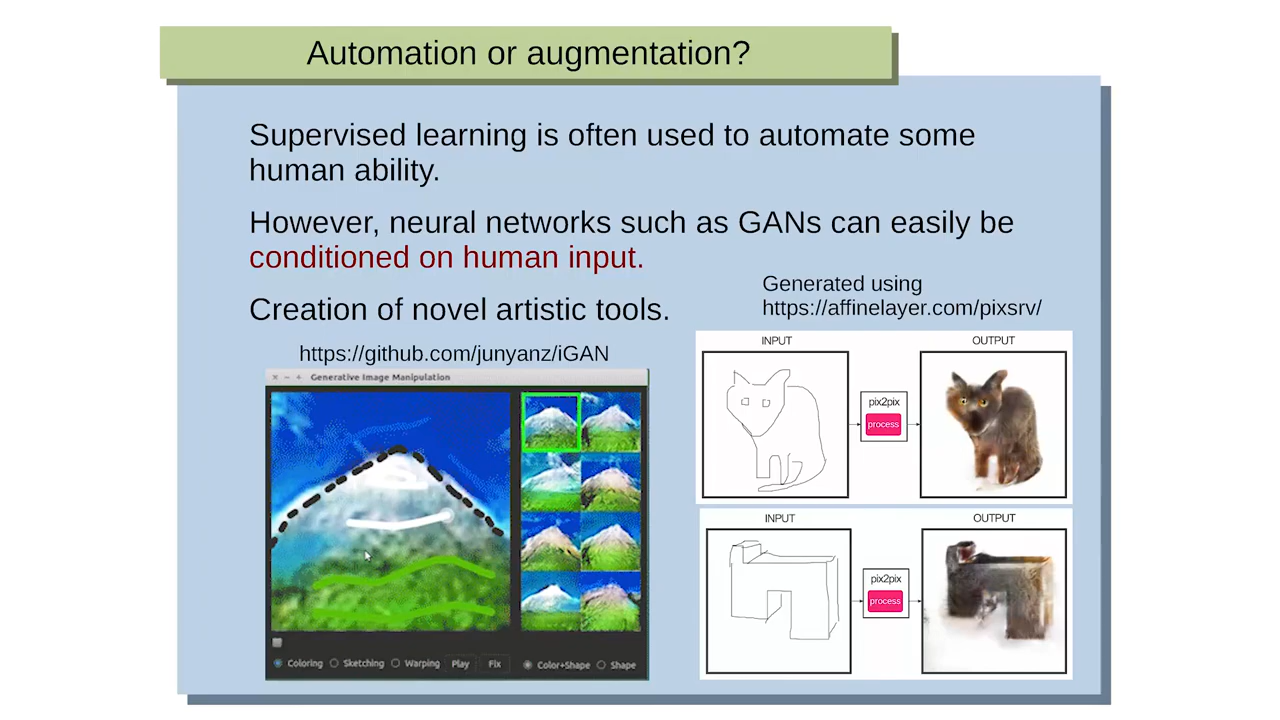 Automation or augmentation?
Supervised learning is often used to automate some
human ability.
However, neural networks such as GANs can easily be
conditioned on human input.
Creation of novel artistic tools.
Generated using
https://affinelayer.com/pixsrv/
https://github.com/junyanz/iGAN
Generative Image Manipulation
Coloring Sketching Warping Play Fix Color+Shape Shape
INPUT OUTPUT
pix2pix
process
INPUT OUTPUT
pix2pix
process